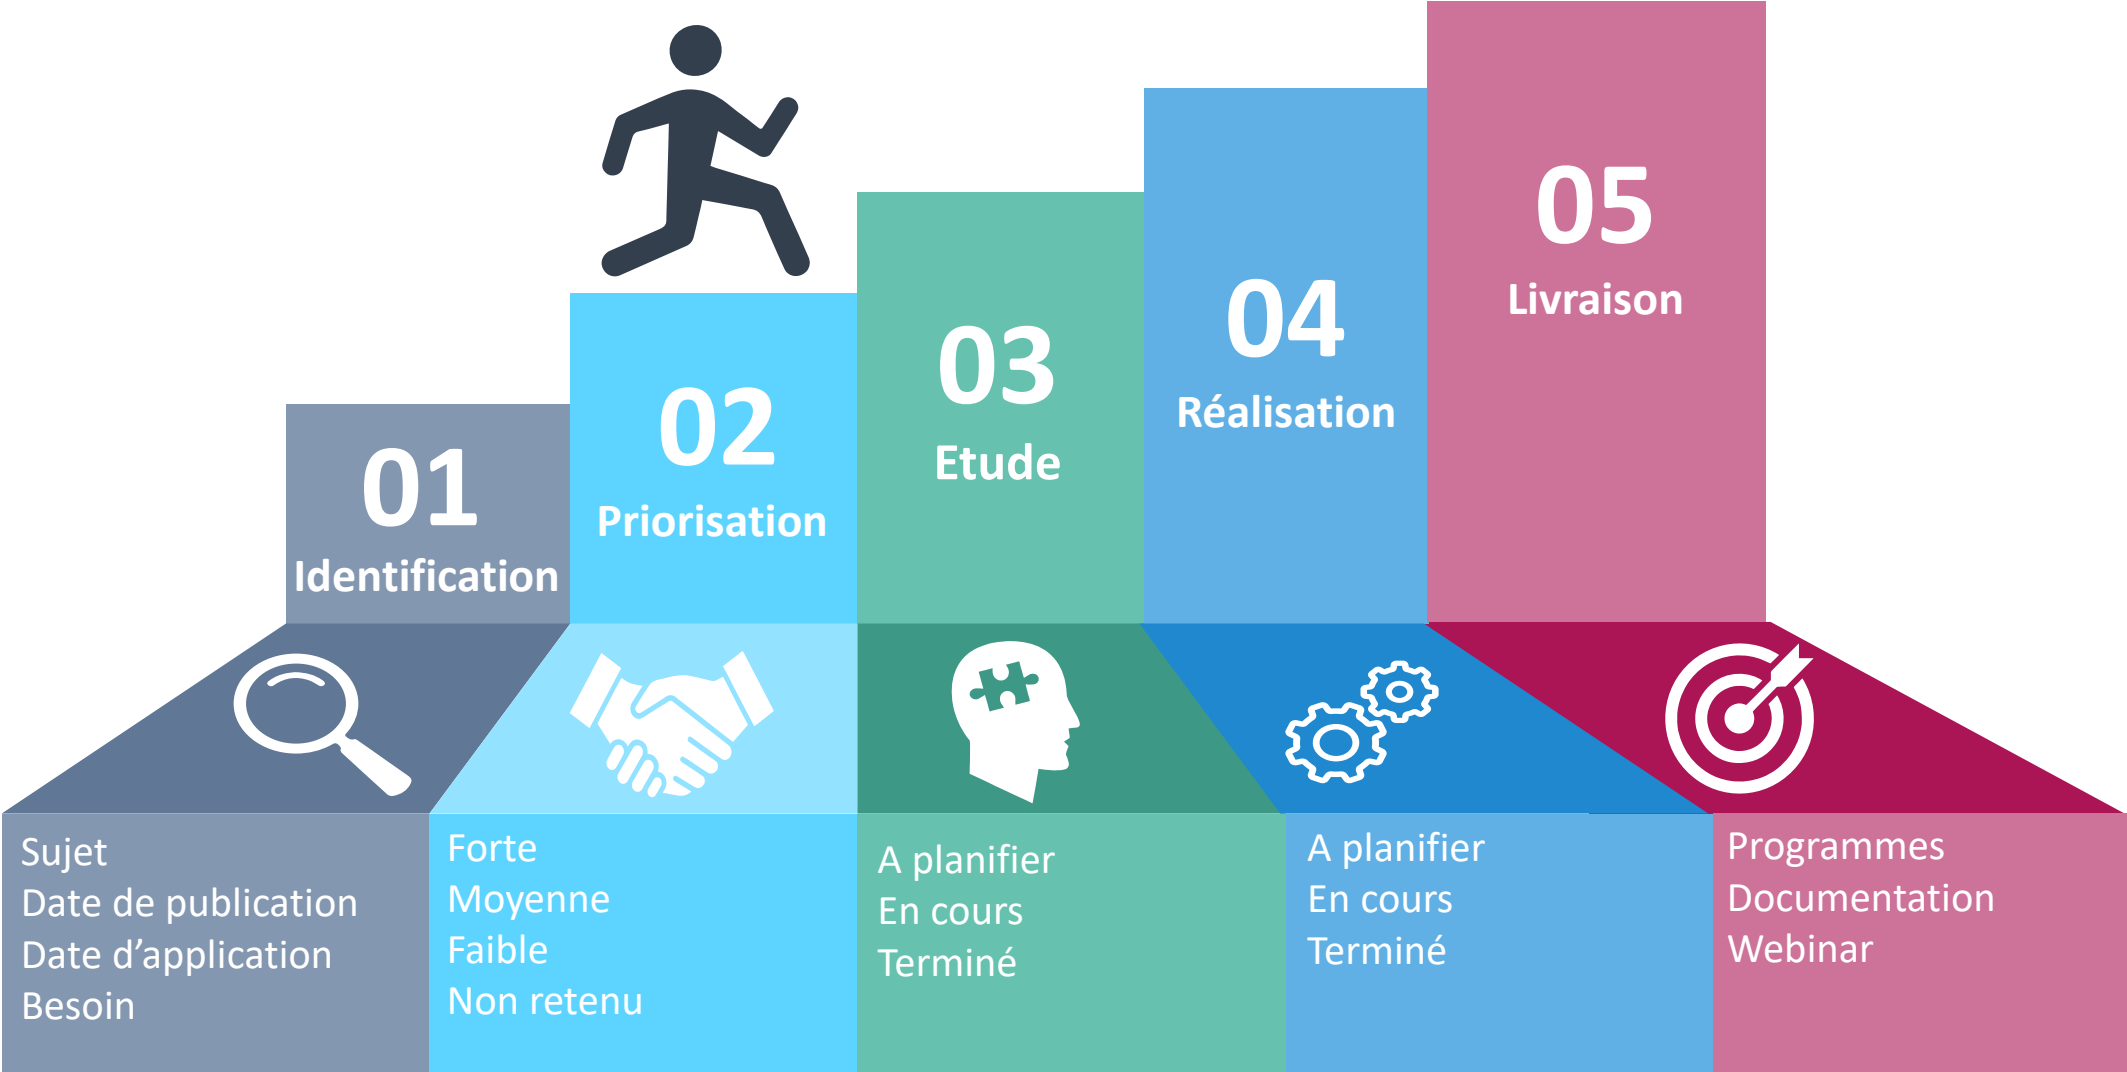 01
Identification
02
Priorisation
03
Etude
04
Réalisation
05
Livraison
Sujet
Date de publication
Date d’application
Besoin
Forte
Moyenne
Faible
Non retenu
A planifier
En cours
Terminé
A planifier
En cours
Terminé
Programmes
Documentation
Webinar